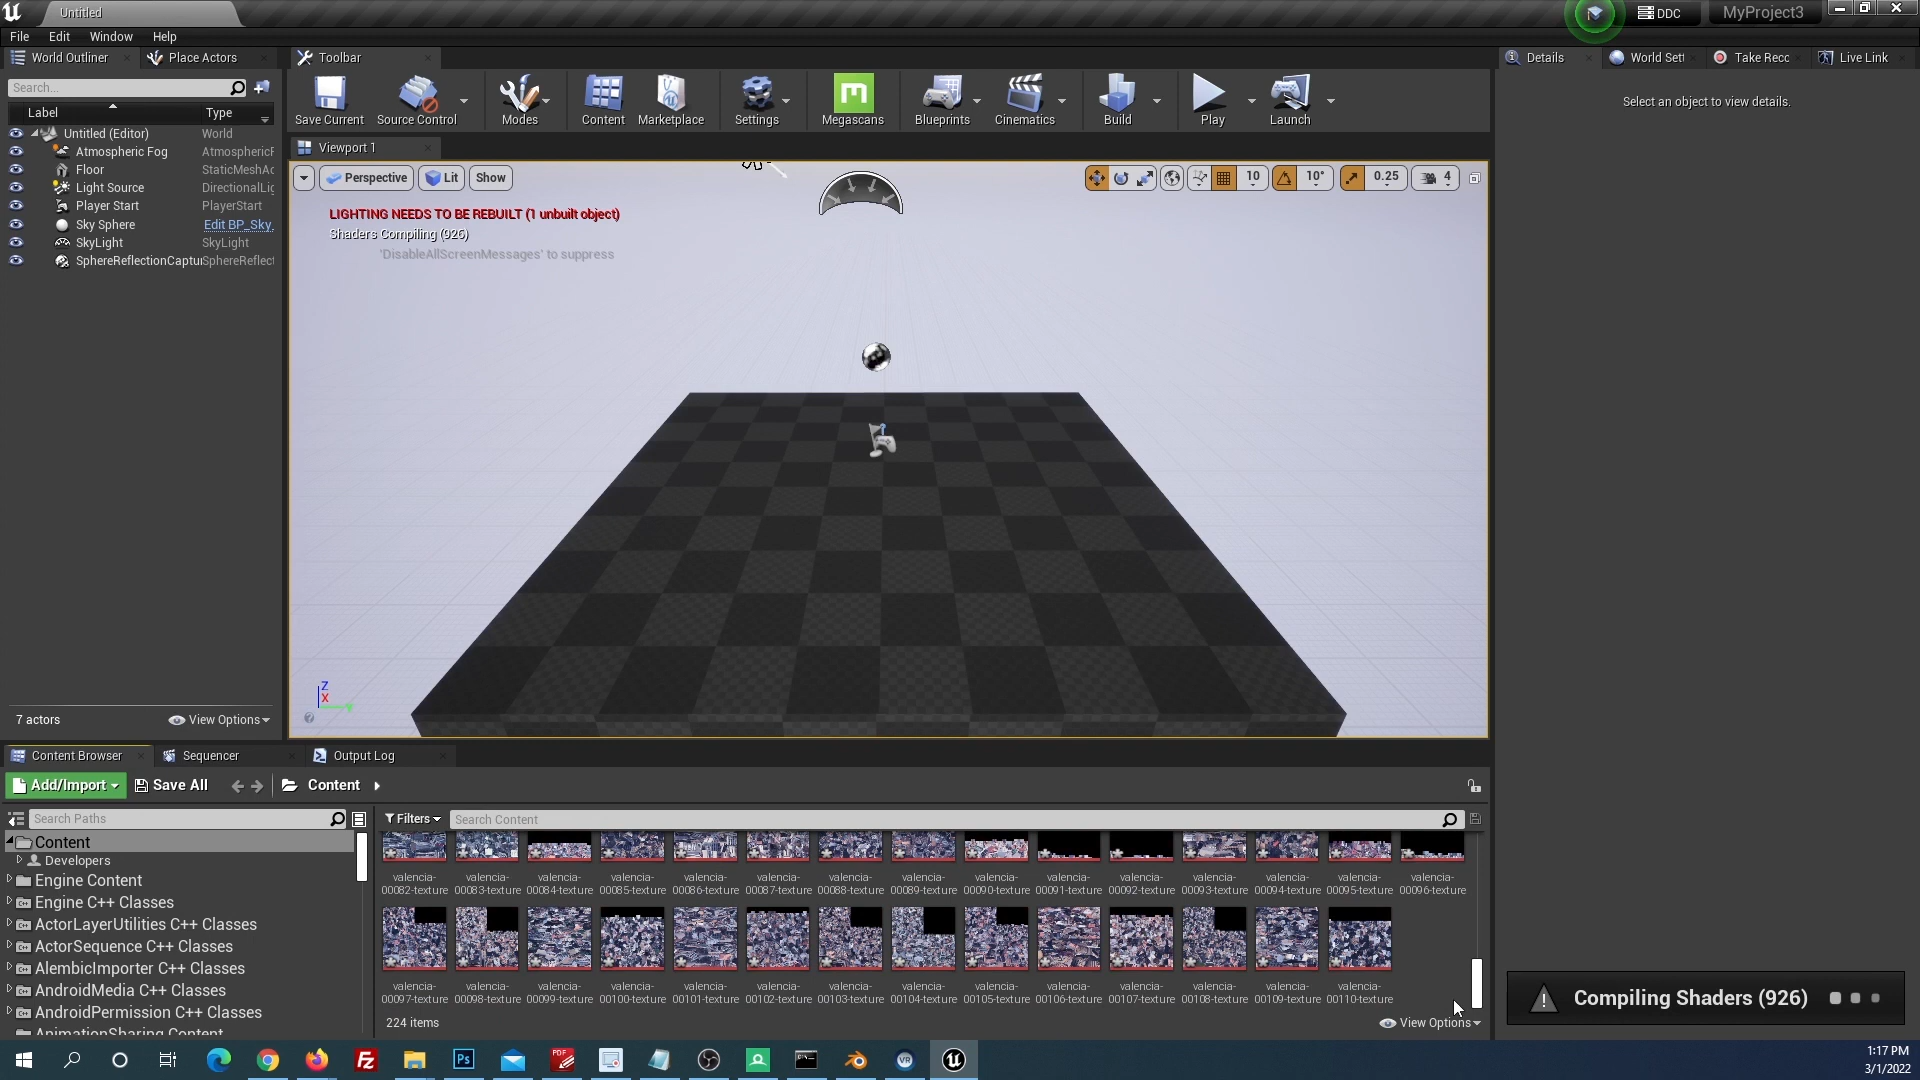 Untitled
DDC
MyProject3
File Edit Window Help
World Outliner
Place Actors
Toolbar
Details
World Sett
Take Recc
Live Link
Search...
Label
Type
Untitled (Editor) World
Atmospheric Fog AtmosphericF
Floor StaticMeshAc
Light Source DirectionalLig
Player Start PlayerStart
Sky Sphere Edit BP_Sky_
SkyLight SkyLight
SphereReflectionCaptur SphereReflect
7 actors
View Options
Save Current
Source Control
Modes
Content
Marketplace
Settings
Megascans
Blueprints
Cinematics
Build
Play
Launch
Select an object to view details.
Viewport 1
Perspective
Lit
Show
10
10°
0.25
4
LIGHTING NEEDS TO BE REBUILT (1 unbuilt object)
Shaders Compiling (926)
'DisableAllScreenMessages' to suppress
Z
X
Content Browser
Sequencer
Output Log
Add/Import
Save All
Content
Search Paths
Filters
Search Content
Content
Developers
Engine Content
Engine C++ Classes
ActorLayerUtilities C++ Classes
ActorSequence C++ Classes
AlembicImporter C++ Classes
AndroidMedia C++ Classes
AndroidPermission C++ Classes
AnimationSharing Content
valencia- valencia- valencia- valencia- valencia- valencia- valencia- valencia- valencia- valencia- valencia- valencia- valencia- valencia- valencia-
00082-texture 00083-texture 00084-texture 00085-texture 00086-texture 00087-texture 00088-texture 00089-texture 00090-texture 00091-texture 00092-texture 00093-texture 00094-texture 00095-texture 00096-texture
valencia- valencia- valencia- valencia- valencia- valencia- valencia- valencia- valencia- valencia- valencia- valencia- valencia- valencia-
00097-texture 00098-texture 00099-texture 00100-texture 00101-texture 00102-texture 00103-texture 00104-texture 00105-texture 00106-texture 00107-texture 00108-texture 00109-texture 00110-texture
224 items
View Options
Compiling Shaders (926)
Fz
Ps
PDF
VR
1:17 PM
3/1/2022